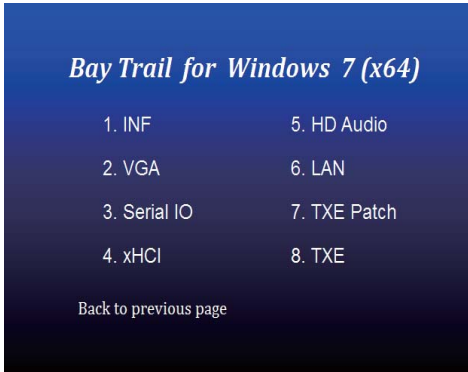 Bay Trail for Windows 7 (x64)
1. INF
2. VGA
3. Serial IO
4. xHCI
5. HD Audio
6. LAN
7. TXE Patch
8. TXE
Back to previous page